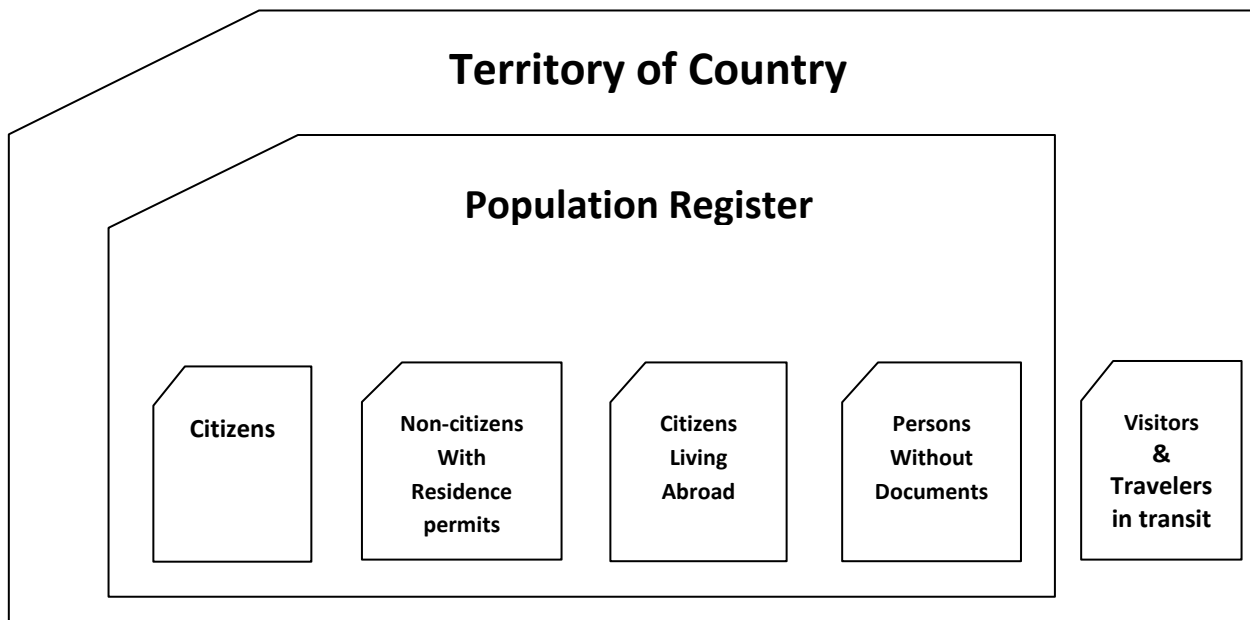 Territory of Country
Population Register
Citizens
Non-citizens
With
Residence
permits
Citizens
Living
Abroad
Persons
Without
Documents
Visitors
&
Travelers
in transit